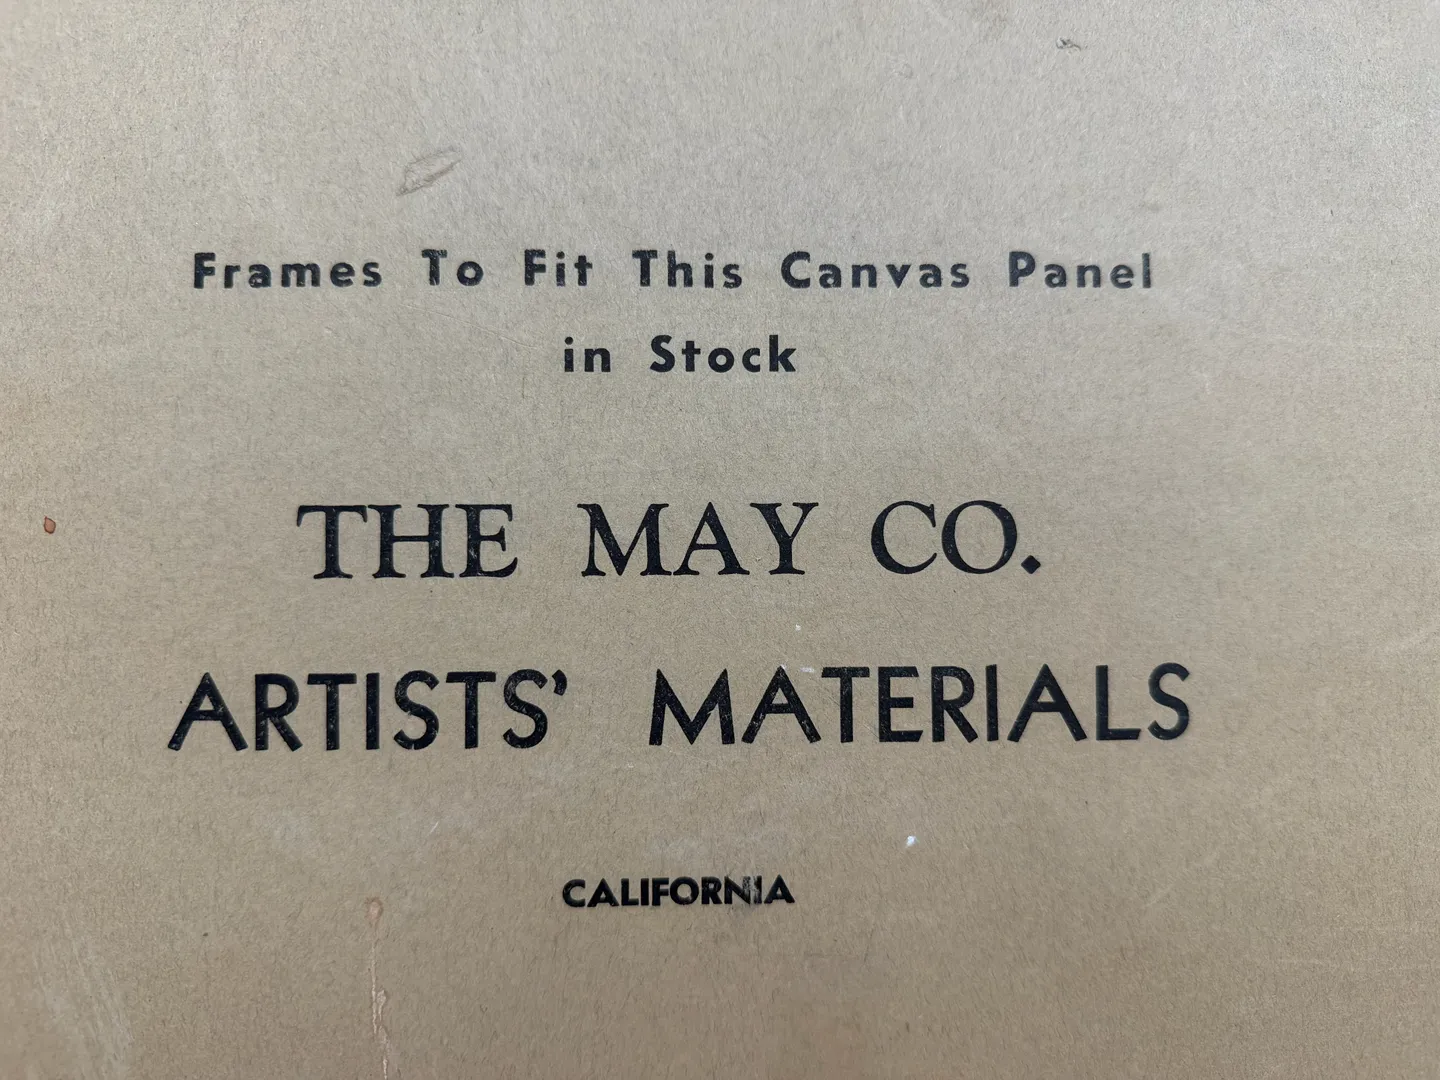 Frames To Fit This Canvas Panel
in Stock
THE MAY CO.
ARTISTS’ MATERIALS
CALIFORNIA